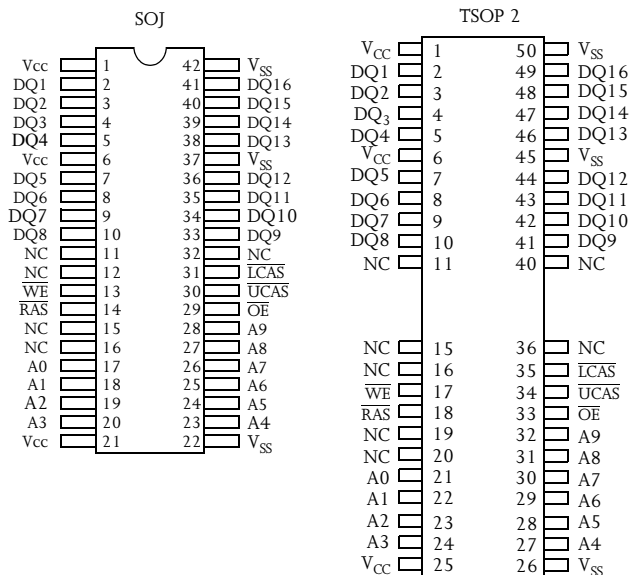 SOJ
Vcc 1 42 VSS
DQ1 2 41 DQ16
DQ2 3 40 DQ15
DQ3 4 39 DQ14
DQ4 5 38 DQ13
Vcc 6 37 VSS
DQ5 7 36 DQ12
DQ6 8 35 DQ11
DQ7 9 34 DQ10
DQ8 10 33 DQ9
NC 11 32 NC
NC 12 31 LCAS
WE 13 30 UCAS
RAS 14 29 OE
NC 15 28 A9
NC 16 27 A8
A0 17 26 A7
A1 18 25 A6
A2 19 24 A5
A3 20 23 A4
Vcc 21 22 VSS
TSOP 2
VCC 1 50 VSS
DQ1 2 49 DQ16
DQ2 3 48 DQ15
DQ3 4 47 DQ14
DQ4 5 46 DQ13
VCC 6 45 VSS
DQ5 7 44 DQ12
DQ6 8 43 DQ11
DQ7 9 42 DQ10
DQ8 10 41 DQ9
NC 11 40 NC
NC 15 36 NC
NC 16 35 LCAS
WE 17 34 UCAS
RAS 18 33 OE
NC 19 32 A9
NC 20 31 A8
A0 21 30 A7
A1 22 29 A6
A2 23 28 A5
A3 24 27 A4
VCC 25 26 VSS